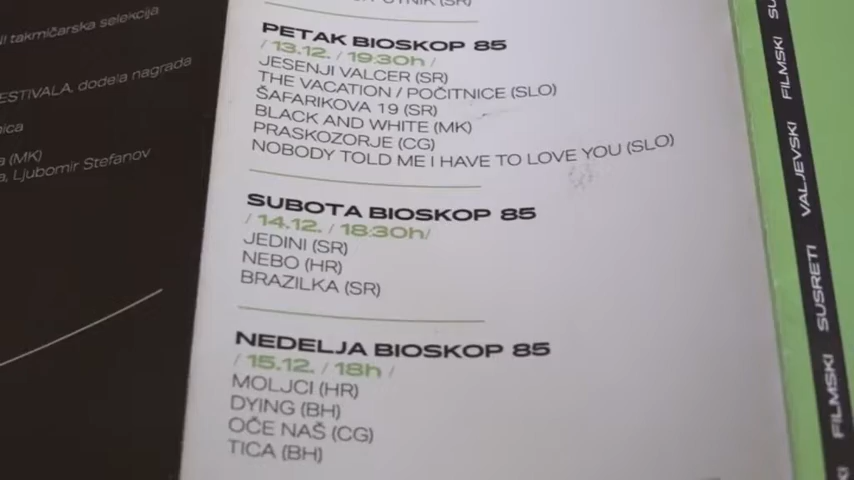 takmičarska selekcija
FESTIVALA, dodela nagrada
(MK)
Ljubomir Stefanov
(SR)
PETAK BIOSKOP 85
/ 13.12. / 19:30h /
JESENJI VALCER (SR)
THE VACATION / POČITNICE (SLO)
ŠAFARIKOVA 19 (SR)
BLACK AND WHITE (MK)
PRASKOZORJE (CG)
NOBODY TOLD ME I HAVE TO LOVE YOU (SLO)
SUBOTA BIOSKOP 85
/ 14.12. / 18:30h/
JEDINI (SR)
NEBO (HR)
BRAZILKA (SR)
NEDELJA BIOSKOP 85
/ 15.12. / 18h /
MOLJCI (HR)
DYING (BH)
OČE NAŠ (CG)
TICA (BH)
FILMSKI SUSRETI VALJEVSKI FILMSKI